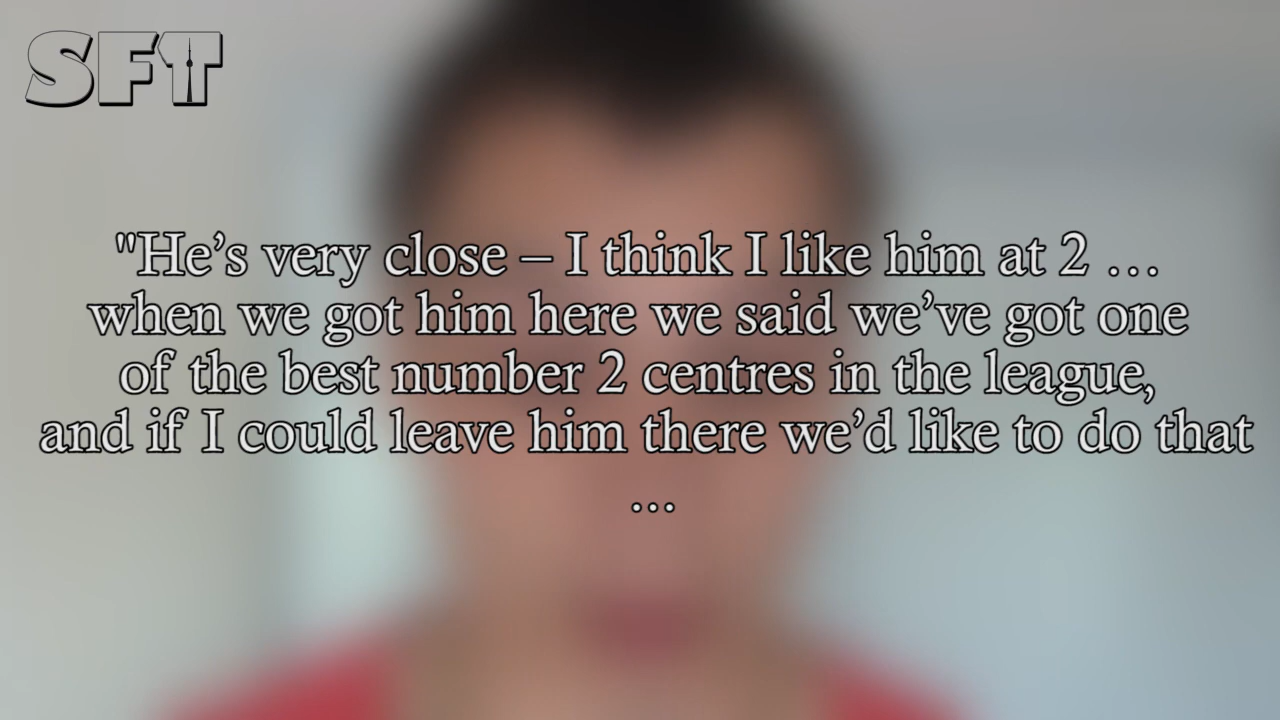 SFT
"He’s very close – I think I like him at 2 …
when we got him here we said we’ve got one
of the best number 2 centres in the league,
and if I could leave him there we’d like to do that
…